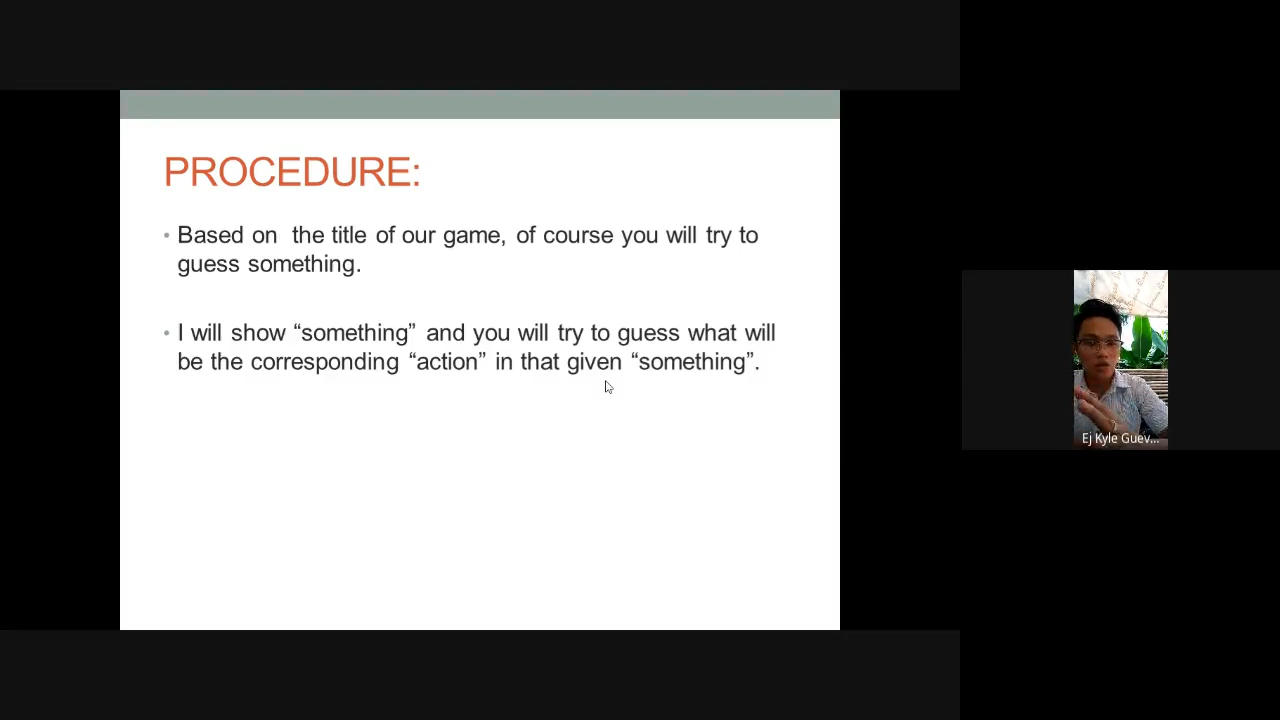 PROCEDURE:
• Based on  the title of our game, of course you will try to
guess something.
• I will show “something” and you will try to guess what will
be the corresponding “action” in that given “something”.
Ej Kyle Guev...